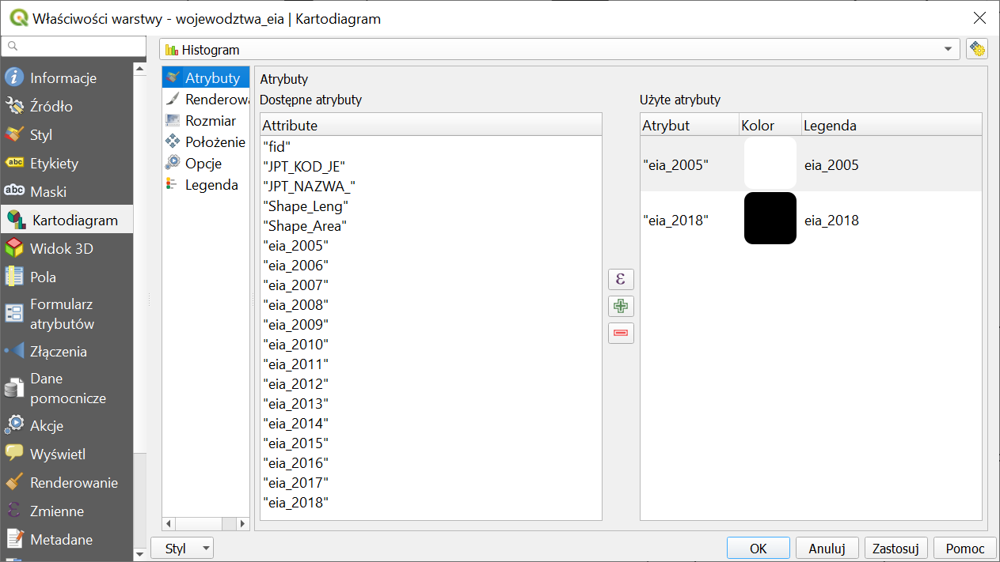 Właściwości warstwy - wojewodztwa_eia | Kartodiagram
Histogram
Informacje
Źródło
Styl
Etykiety
Maski
Kartodiagram
Widok 3D
Pola
Formularz
atrybutów
Złączenia
Dane
pomocnicze
Akcje
Wyświetl
Renderowanie
Zmienne
Metadane
Atrybuty
Renderowa
Rozmiar
Położenie
Opcje
Legenda
Atrybuty
Dostępne atrybuty
Attribute
"fid"
"JPT_KOD_JE"
"JPT_NAZWA_"
"Shape_Leng"
"Shape_Area"
"eia_2005"
"eia_2006"
"eia_2007"
"eia_2008"
"eia_2009"
"eia_2010"
"eia_2011"
"eia_2012"
"eia_2013"
"eia_2014"
"eia_2015"
"eia_2016"
"eia_2017"
"eia_2018"
ε
Użyte atrybuty
Atrybut Kolor Legenda
"eia_2005" eia_2005
"eia_2018" eia_2018
Styl
OK Anuluj Zastosuj Pomoc